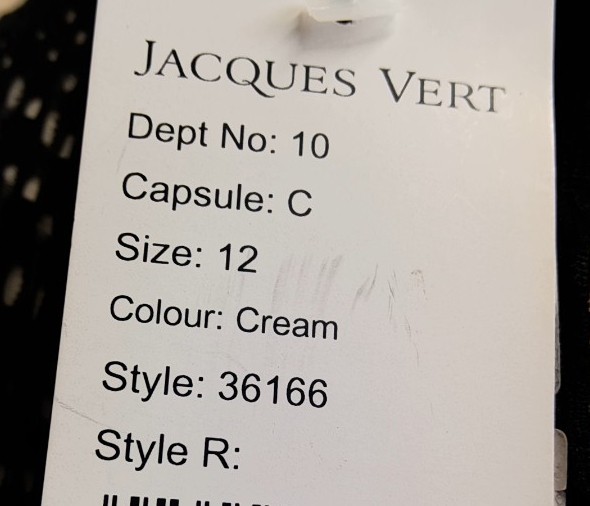 JACQUES VERT
Dept No: 10
Capsule: C
Size: 12
Colour: Cream
Style: 36166
Style R: